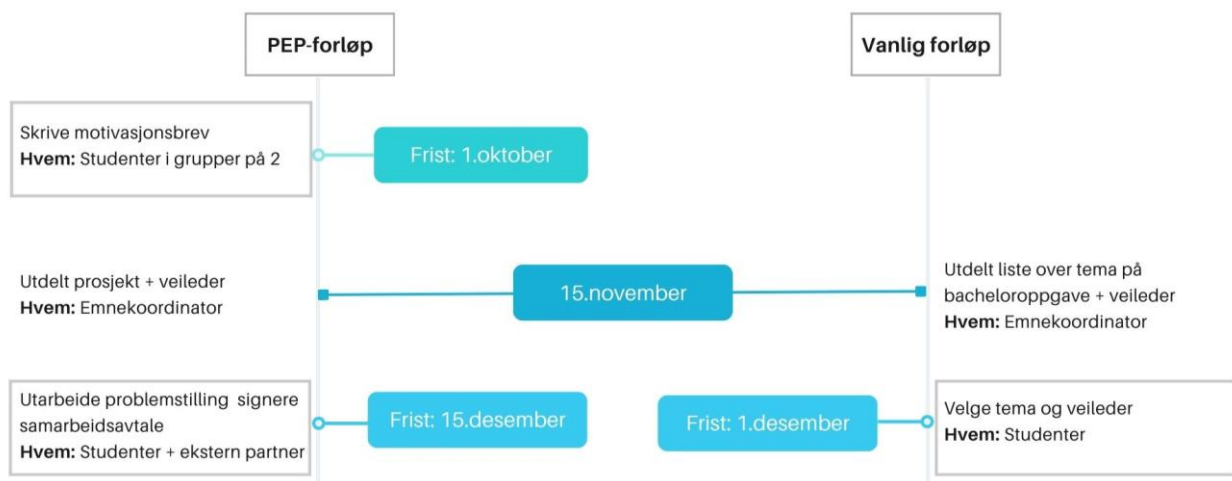 PEP-forløp
Vanlig forløp
Skrive motivasjonsbrev
Hvem: Studenter i grupper på 2
Frist: 1.oktober
Utdelt prosjekt + veileder
Hvem: Emnekoordinator
15.november
Utdelt liste over tema på
bacheloroppgave + veileder
Hvem: Emnekoordinator
Utarbeide problemstilling signere
samarbeidsavtale
Hvem: Studenter + ekstern partner
Frist: 15.desember
Frist: 1.desember
Velge tema og veileder
Hvem: Studenter